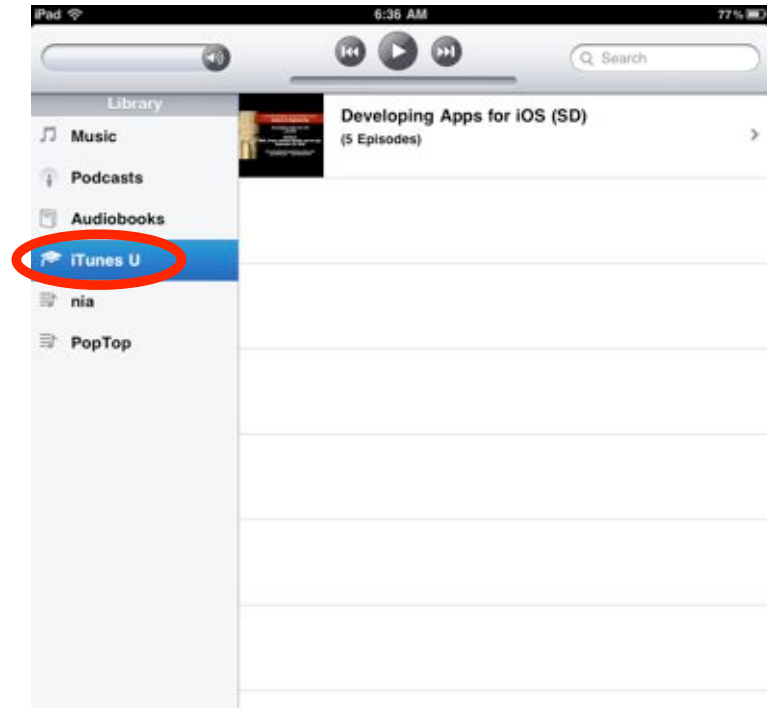 iPad 6:36 AM 77%
Search
Library
Music
Podcasts
Audiobooks
iTunes U
nia
PopTop
Developing Apps for iOS (SD)
(5 Episodes)